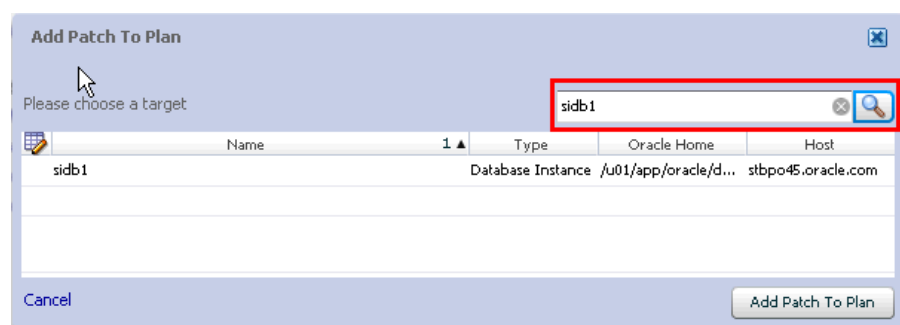 Add Patch To Plan
Please choose a target
sidb1
Name 1 ▲ Type Oracle Home Host
sidb1 Database Instance /u01/app/oracle/d... stbpo45.oracle.com
Cancel Add Patch To Plan